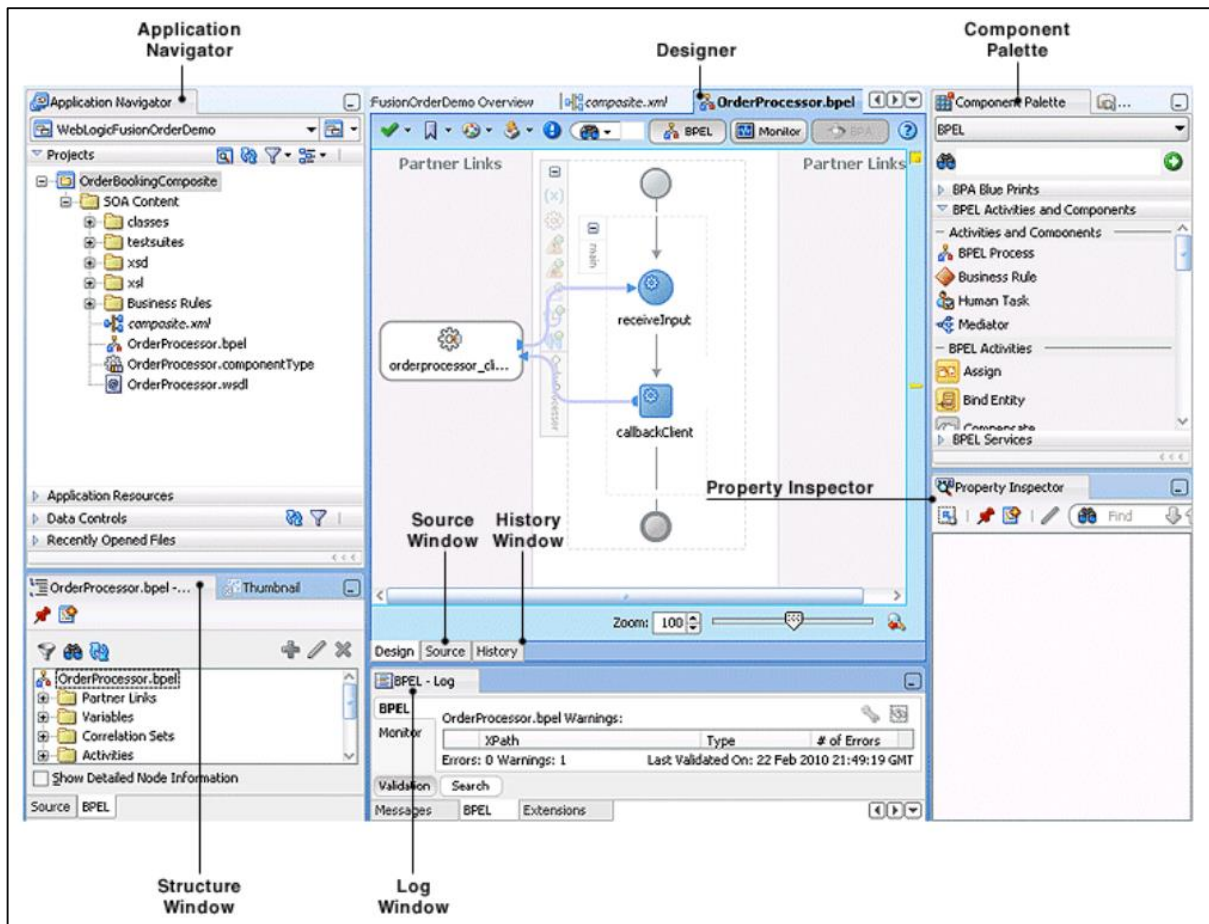 Application
Navigator
Designer
Component
Palette
Application Navigator
WebLogicFusionOrderDemo
Projects
OrderBookingComposite
SOA Content
classes
testsuites
xsd
xsl
Business Rules
composite.xml
OrderProcessor.bpel
OrderProcessor.componentType
OrderProcessor.wsdl
Application Resources
Data Controls
Recently Opened Files
FusionOrderDemo Overview
composite.xml
OrderProcessor.bpel
BPEL
Monitor
BPA
Partner Links
Partner Links
main
receiveInput
orderprocessor_cli...
OrderProcessor
callbackClient
Zoom: 100
Source
Window
History
Window
Design
Source
History
Component Palette
BPEL
BPA Blue Prints
BPEL Activities and Components
Activities and Components
BPEL Process
Business Rule
Human Task
Mediator
BPEL Activities
Assign
Bind Entity
Compensate
BPEL Services
Property Inspector
Property Inspector
Find
OrderProcessor.bpel -...
Thumbnail
OrderProcessor.bpel
Partner Links
Variables
Correlation Sets
Activities
Show Detailed Node Information
Source
BPEL
BPEL - Log
BPEL
Monitor
OrderProcessor.bpel Warnings:
XPath Type # of Errors
Errors: 0 Warnings: 1 Last Validated On: 22 Feb 2010 21:49:19 GMT
Validation
Search
Messages
BPEL
Extensions
Structure
Window
Log
Window